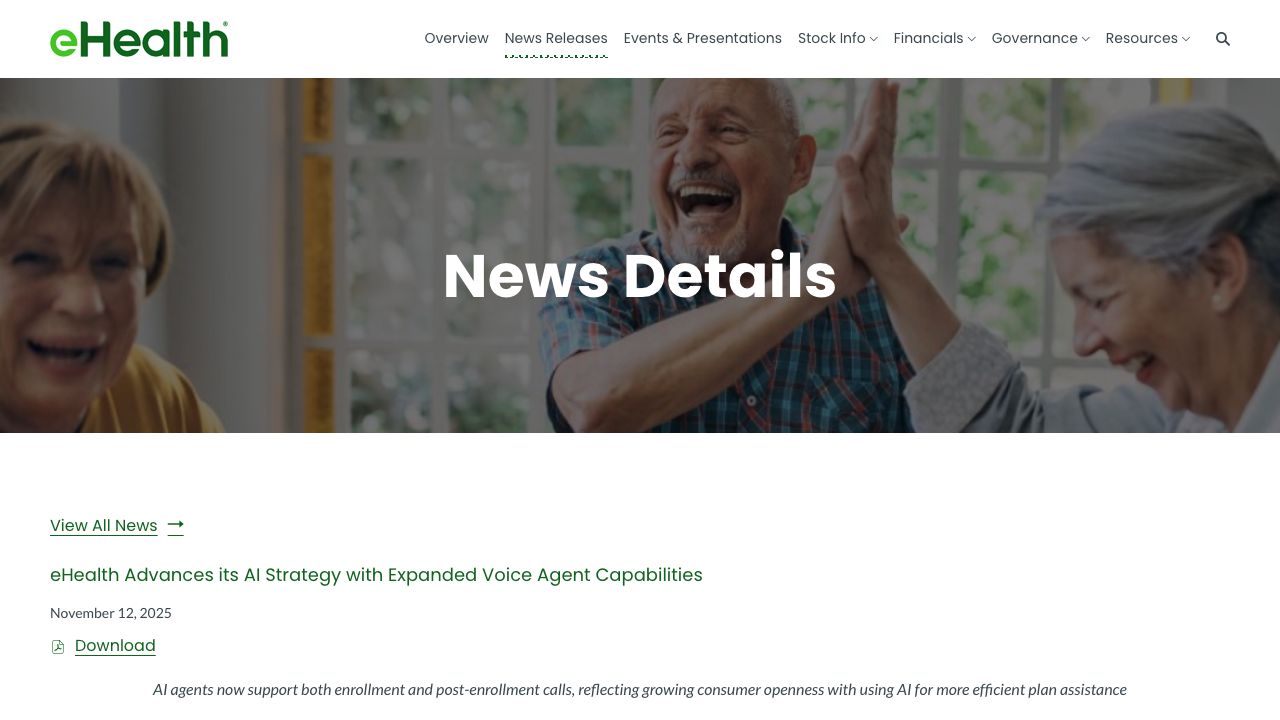 eHealth®
Overview News Releases Events & Presentations Stock Info Financials Governance Resources
News Details
View All News
eHealth Advances its AI Strategy with Expanded Voice Agent Capabilities
November 12, 2025
Download
AI agents now support both enrollment and post-enrollment calls, reflecting growing consumer openness with using AI for more efficient plan assistance